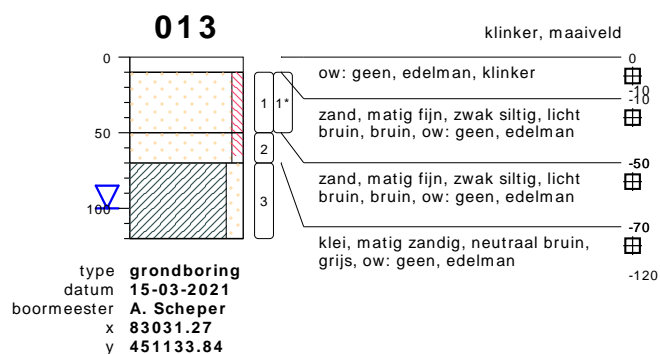 013
klinker, maaiveld
0
0
ow: geen, edelman, klinker
-10
-10
1
1*
zand, matig fijn, zwak siltig, licht
bruin, bruin, ow: geen, edelman
50
-50
2
zand, matig fijn, zwak siltig, licht
bruin, bruin, ow: geen, edelman
-70
3
100
klei, matig zandig, neutraal bruin,
grijs, ow: geen, edelman
-120
type grondboring
datum 15-03-2021
boormeester A. Scheper
x 83031.27
y 451133.84